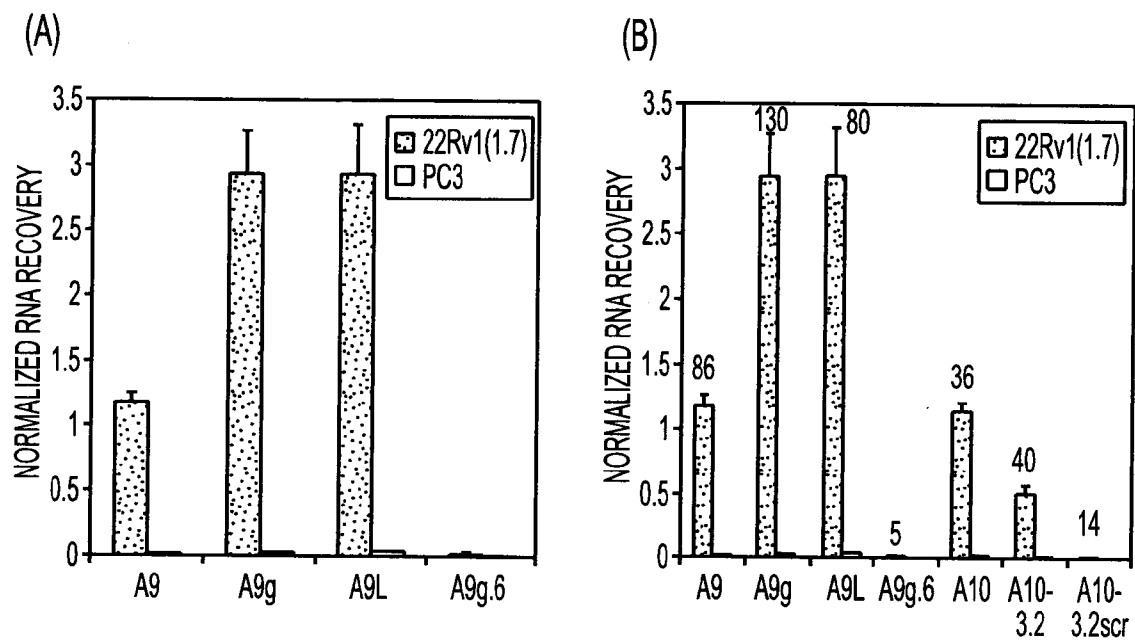 (A)
NORMALIZED RNA RECOVERY
3.5
3
2.5
2
1.5
1
0.5
0
22Rv1(1.7)
PC3
A9
A9g
A9L
A9g.6
(B)
NORMALIZED RNA RECOVERY
3.5
3
2.5
2
1.5
1
0.5
0
22Rv1(1.7)
PC3
86
130
80
5
36
40
14
A9
A9g
A9L
A9g.6
A10
A10-
3.2
A10-
3.2scr